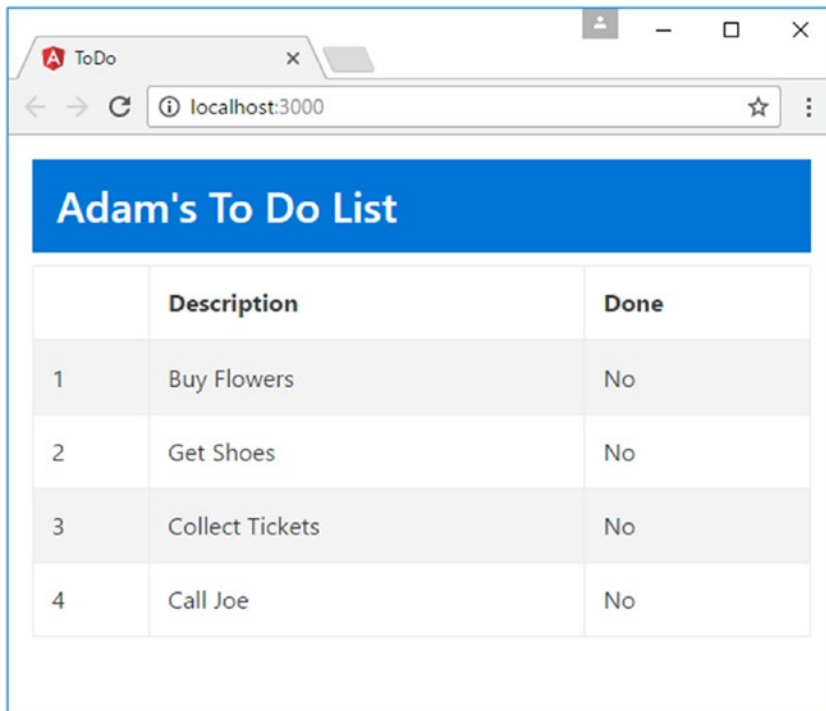 ToDo
localhost:3000
Adam's To Do List
Description Done
1 Buy Flowers No
2 Get Shoes No
3 Collect Tickets No
4 Call Joe No